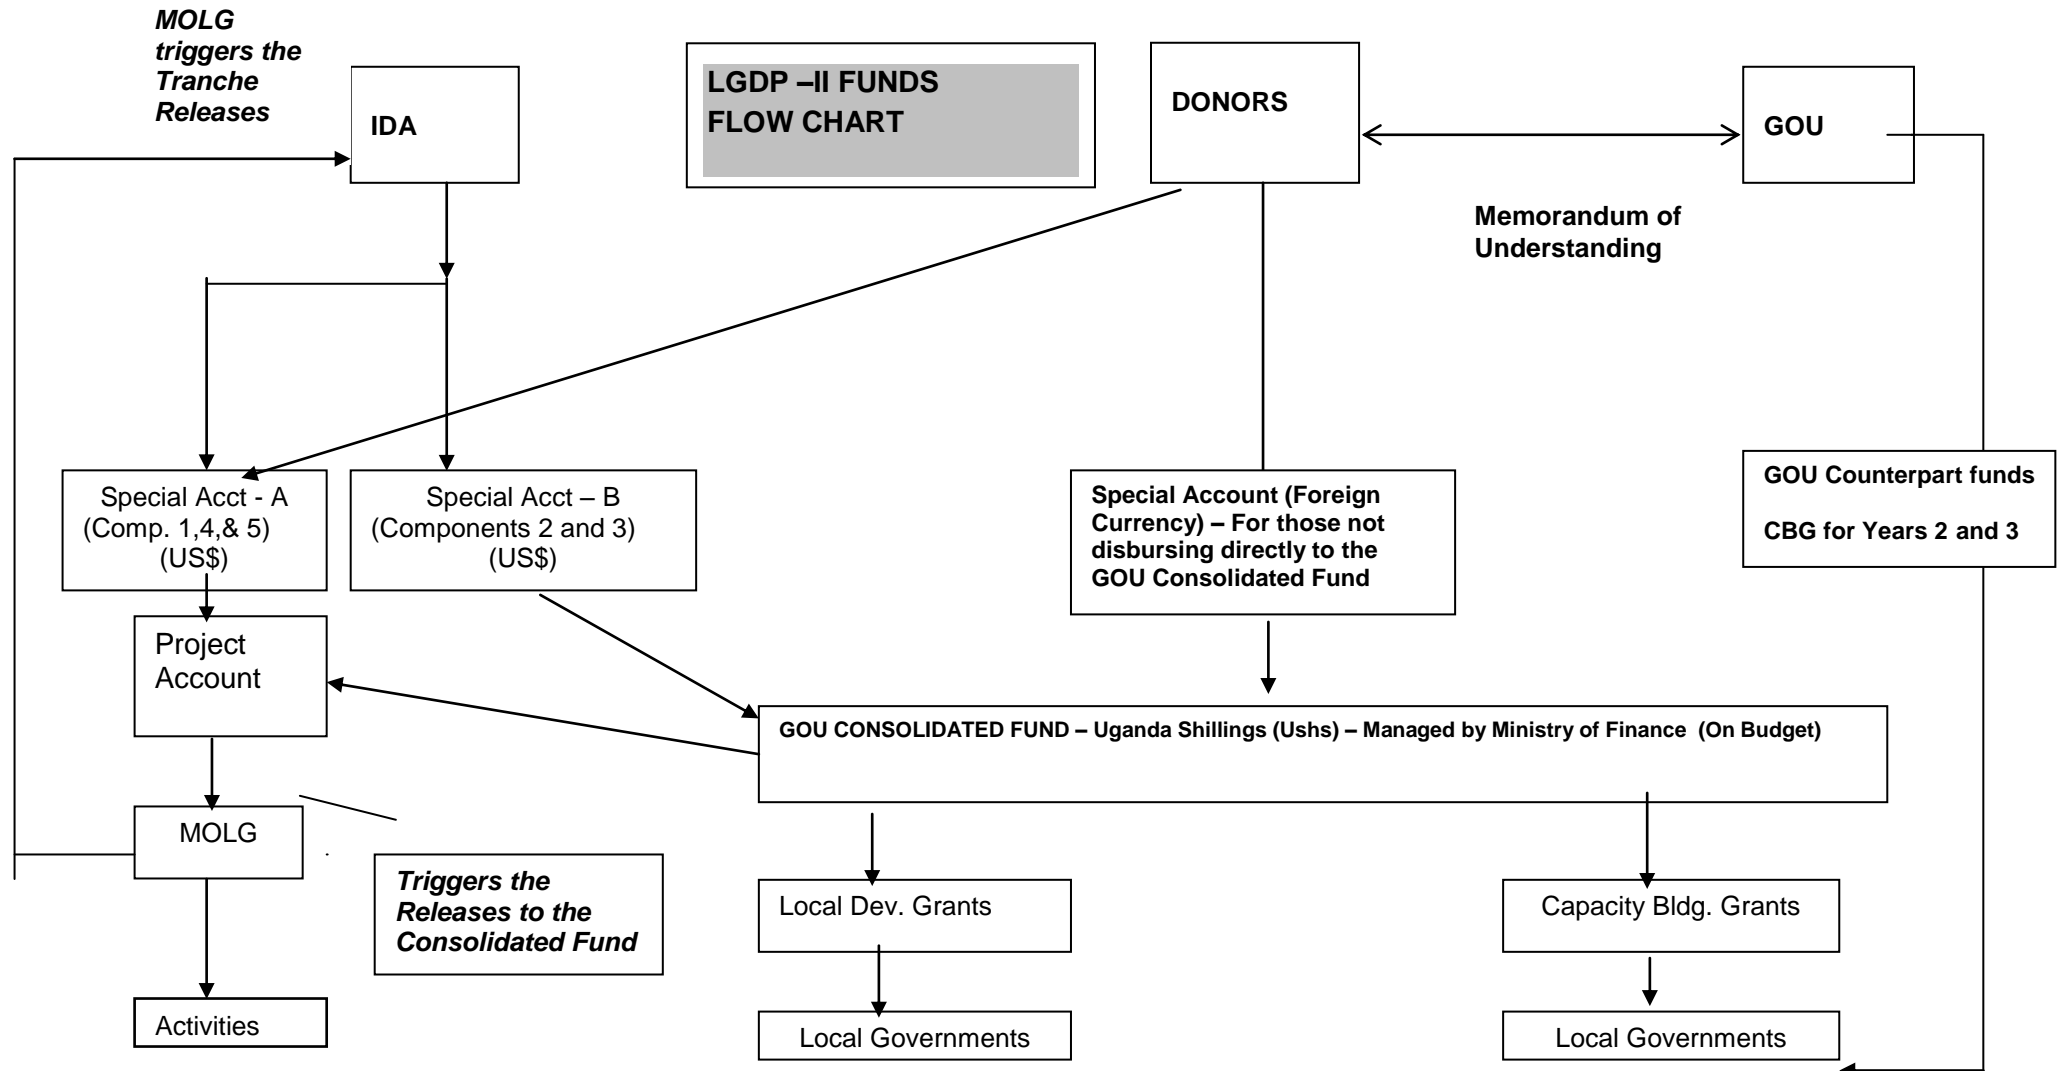 MOLG
triggers the
Tranche
Releases
IDA
LGDP –II FUNDS
FLOW CHART
DONORS
GOU
Memorandum of
Understanding
Special Acct - A
(Comp. 1,4,& 5)
(US$)
Special Acct – B
(Components 2 and 3)
(US$)
Special Account (Foreign
Currency) – For those not
disbursing directly to the
GOU Consolidated Fund
GOU Counterpart funds
CBG for Years 2 and 3
Project
Account
GOU CONSOLIDATED FUND – Uganda Shillings (Ushs) – Managed by Ministry of Finance (On Budget)
MOLG
Triggers the
Releases to the
Consolidated Fund
Local Dev. Grants
Capacity Bldg. Grants
Activities
Local Governments
Local Governments